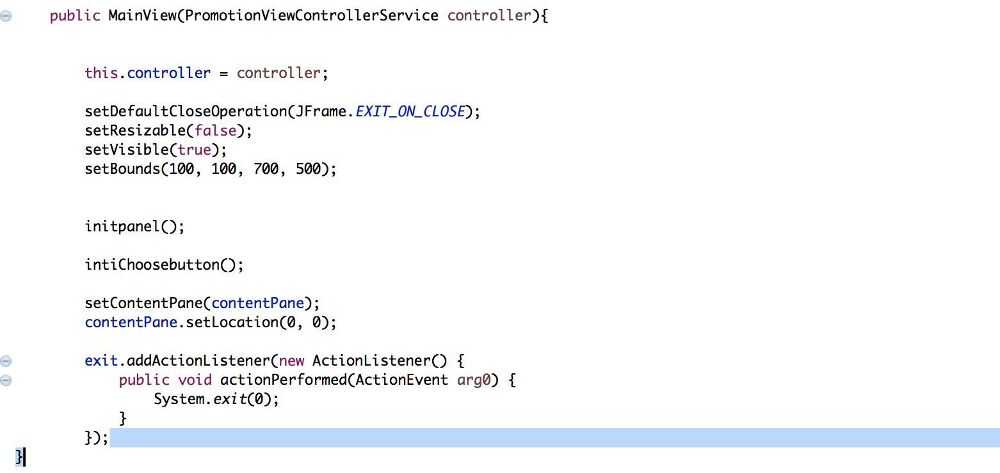 public MainView(PromotionViewControllerService controller){
this.controller = controller;
setDefaultCloseOperation(JFrame.EXIT_ON_CLOSE);
setResizable(false);
setVisible(true);
setBounds(100, 100, 700, 500);
initpanel();
intiChoosebutton();
setContentPane(contentPane);
contentPane.setLocation(0, 0);
exit.addActionListener(new ActionListener() {
public void actionPerformed(ActionEvent arg0) {
System.exit(0);
}
});
}